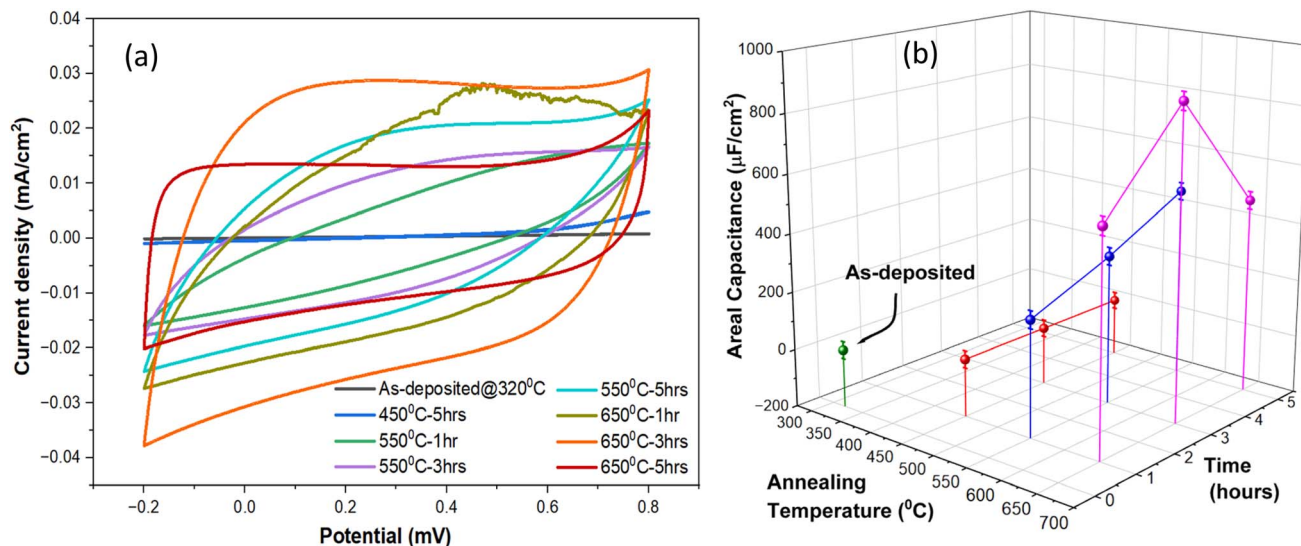 (a)
0.04
0.03
0.02
0.01
0.00
−0.01
−0.02
−0.03
−0.04
Current density (mA/cm²)
−0.2 0.0 0.2 0.4 0.6 0.8
Potential (mV)
As-deposited@320⁰C
450⁰C-5hrs
550⁰C-1hr
550⁰C-3hrs
550⁰C-5hrs
650⁰C-1hr
650⁰C-3hrs
650⁰C-5hrs
(b)
1000
800
600
400
200
0
−200
Areal Capacitance (μF/cm²)
As-deposited
300 350 400 450 500 550 600 650 700
Annealing
Temperature (⁰C)
0 1 2 3 4 5
Time
(hours)